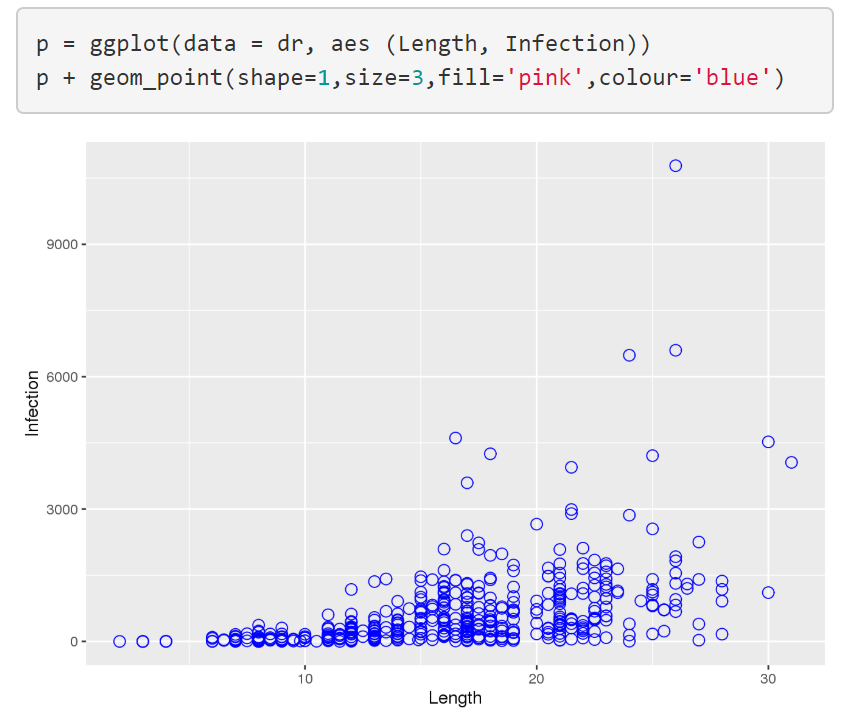 p = ggplot(data = dr, aes (Length, Infection))
p + geom_point(shape=1,size=3,fill='pink',colour='blue')
9000
6000
3000
0
Infection
10 20 30
Length